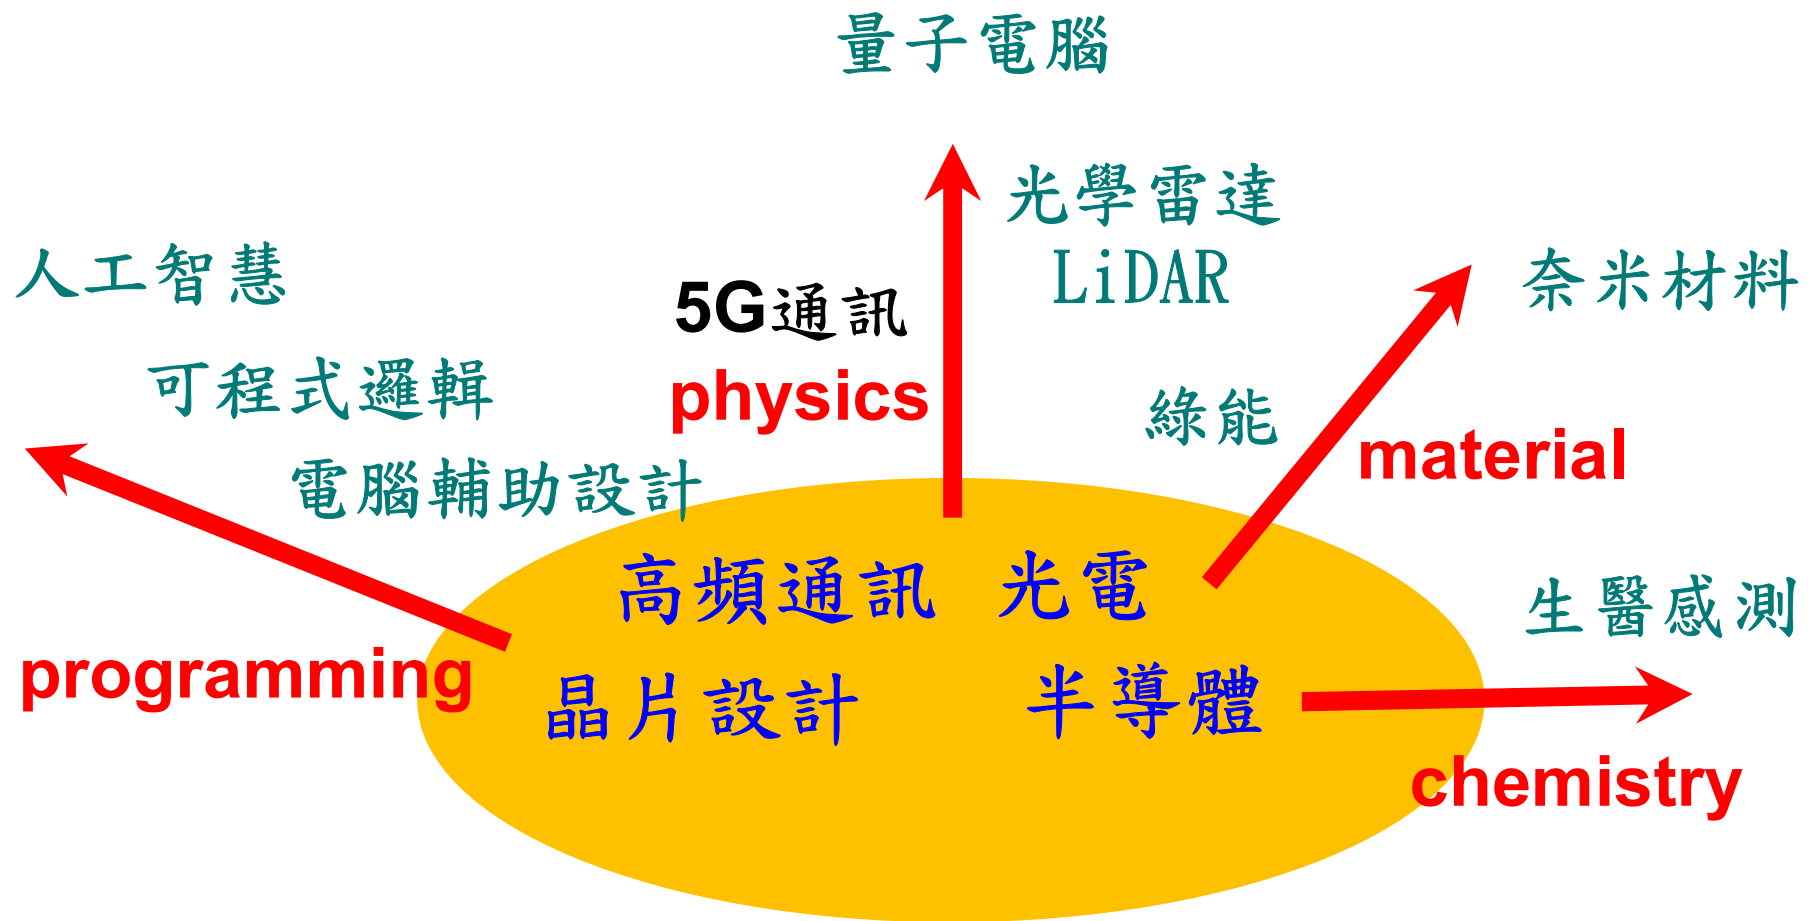 量子電腦
光學雷達
LiDAR
人工智慧
5G通訊
奈米材料
可程式邏輯
physics
綠能
material
電腦輔助設計
高頻通訊 光電
生醫感測
programming
晶片設計 半導體
chemistry